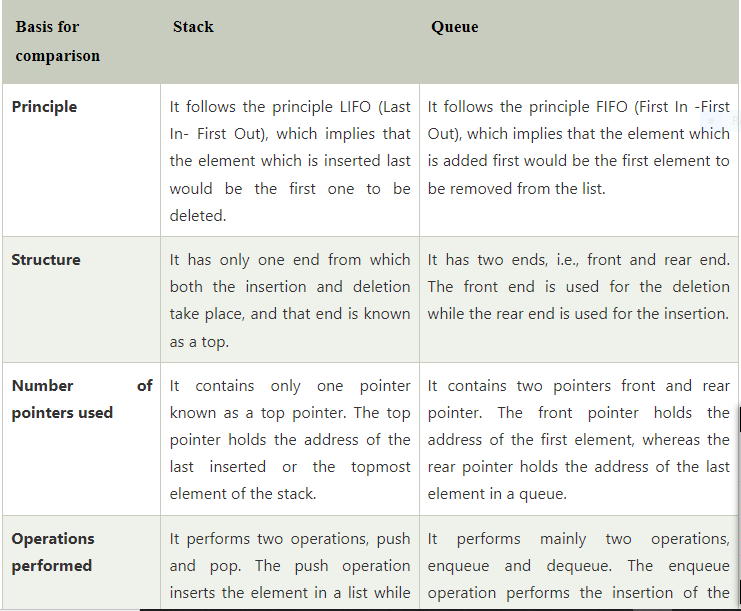 Basis for
comparison
Stack
Queue
Principle
It follows the principle LIFO (Last
In- First Out), which implies that
the element which is inserted last
would be the first one to be
deleted.
It follows the principle FIFO (First In -First
Out), which implies that the element which
is added first would be the first element to
be removed from the list.
Structure
It has only one end from which
both the insertion and deletion
take place, and that end is known
as a top.
It has two ends, i.e., front and rear end.
The front end is used for the deletion
while the rear end is used for the insertion.
Number of
pointers used
It contains only one pointer
known as a top pointer. The top
pointer holds the address of the
last inserted or the topmost
element of the stack.
It contains two pointers front and rear
pointer. The front pointer holds the
address of the first element, whereas the
rear pointer holds the address of the last
element in a queue.
Operations
performed
It performs two operations, push
and pop. The push operation
inserts the element in a list while
It performs mainly two operations,
enqueue and dequeue. The enqueue
operation performs the insertion of the